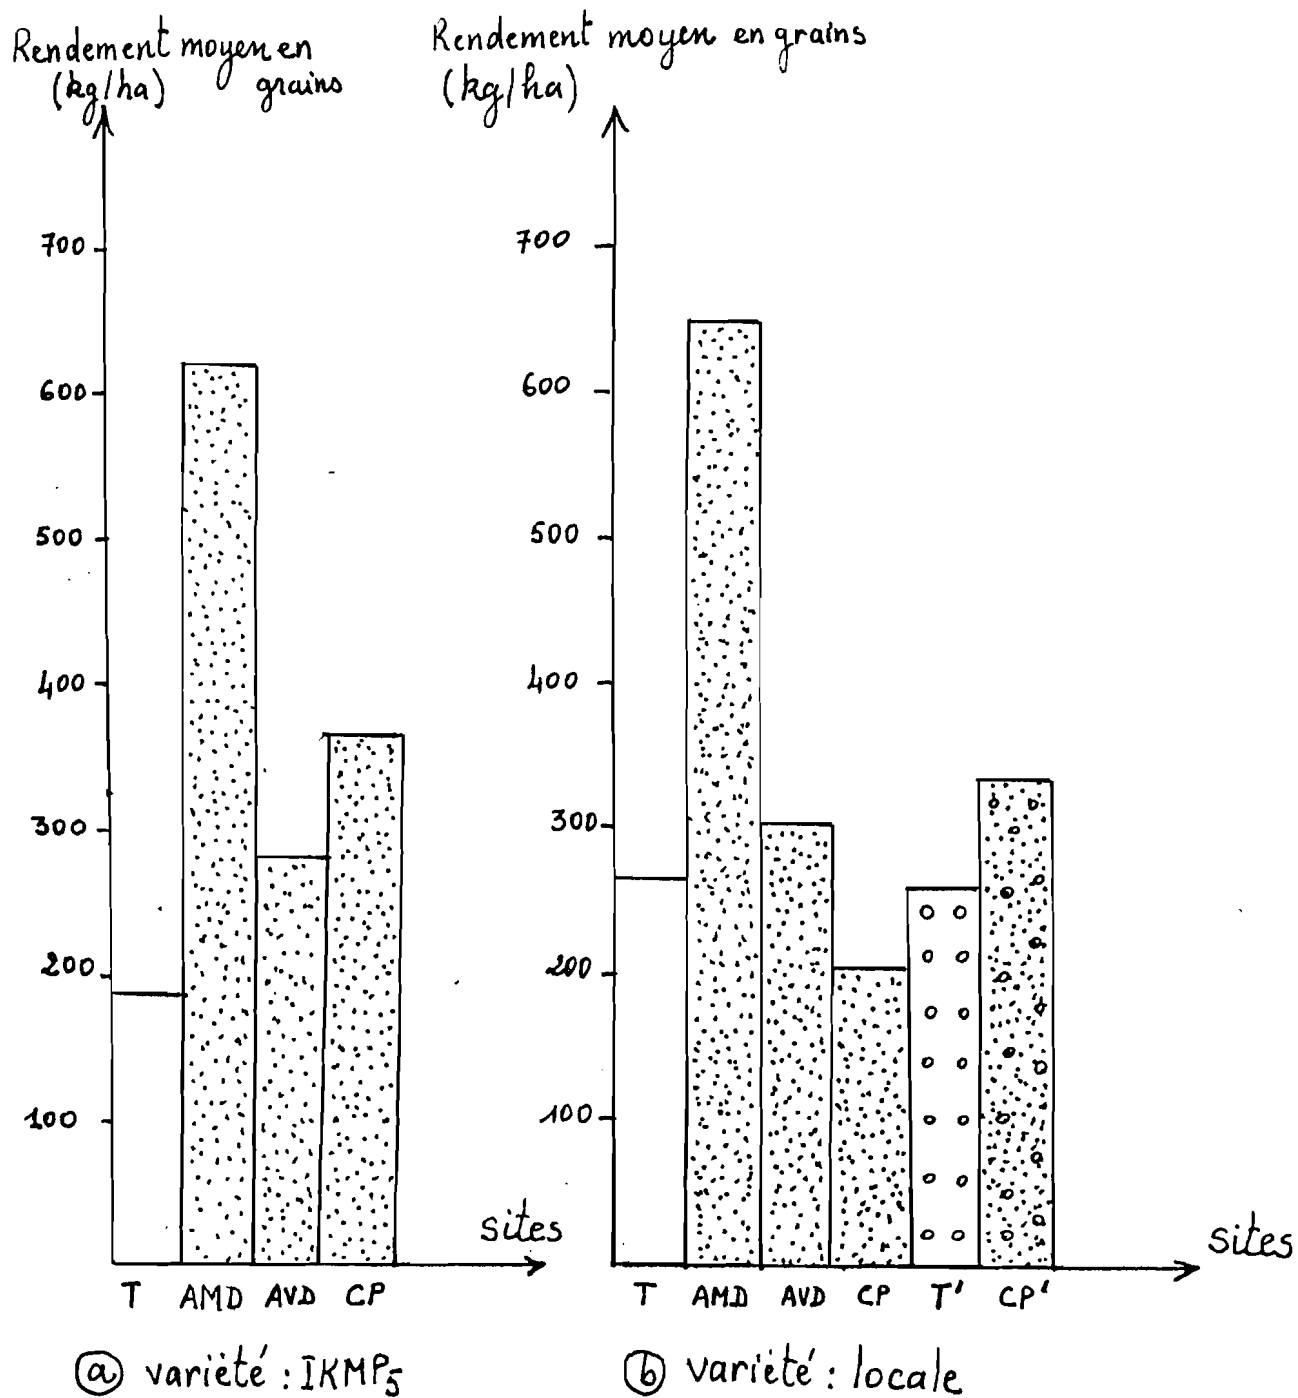 Rendement moyen en
(kg/ha) grains
700
600
500
400
300
200
100
sites
T AMD AVD CP
ⓐ variété : IKMP5
Rendement moyen en grains
(kg/ha)
700
600
500
400
300
200
100
sites
T AMD AVD CP T' CP'
ⓑ variété : locale